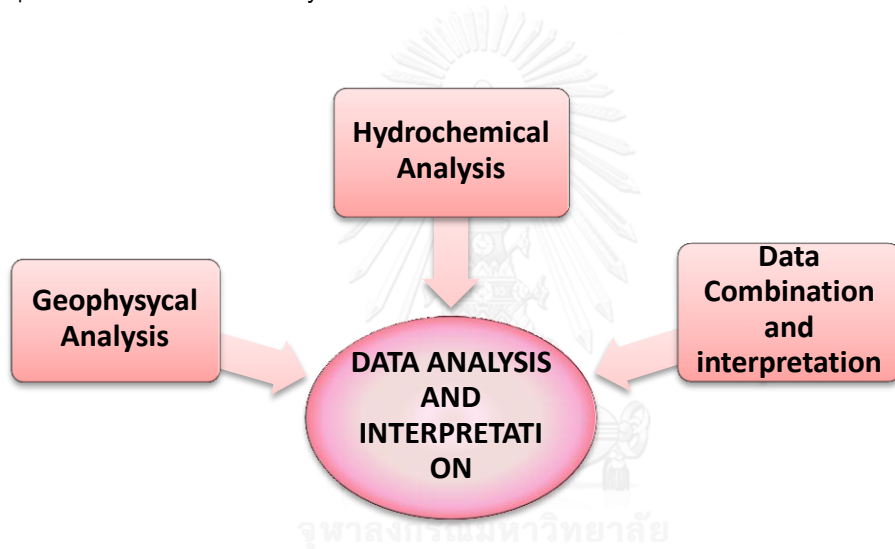 Hydrochemical
Analysis
Geophysycal
Analysis
Data
Combination
and
interpretation
DATA ANALYSIS
AND
INTERPRETATI
ON
จุฬาลงกรณ์มหาวิทยาลัย